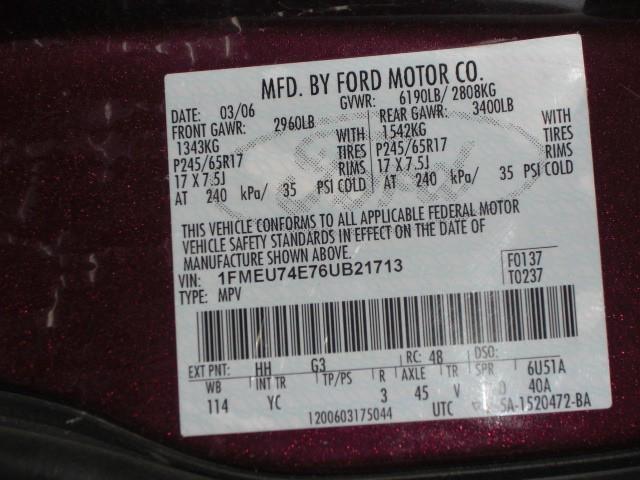 MFD. BY FORD MOTOR CO.
DATE: 03/06 GVWR: 6190LB/ 2808KG
FRONT GAWR: 2960LB REAR GAWR: 3400LB
1343KG WITH 1542KG WITH
P245/65R17 TIRES P245/65R17 TIRES
17 X 7.5J RIMS 17 X 7.5J RIMS
AT 240 kPa/ 35 PSI COLD AT 240 kPa/ 35 PSI COLD
THIS VEHICLE CONFORMS TO ALL APPLICABLE FEDERAL MOTOR
VEHICLE SAFETY STANDARDS IN EFFECT ON THE DATE OF
MANUFACTURE SHOWN ABOVE.
VIN: 1FMEU74E76UB21713 F0137
TYPE: MPV T0237
EXT PNT: HH G3 RC: 48 DSO:
WB INT TR TP/PS R AXLE TR SPR 6U51A
114 YC 3 45 V 40A
1200603175044 UTC 5A-1520472-BA